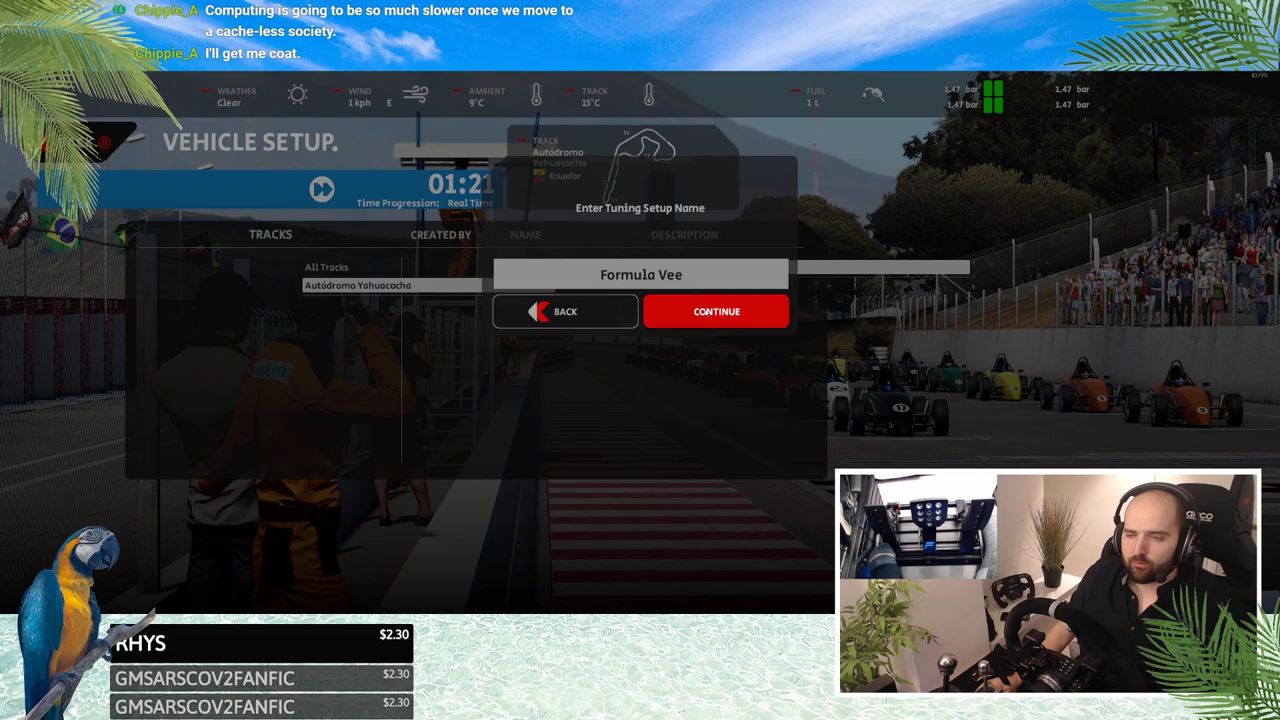 Chippie_A Computing is going to be so much slower once we move to
a cache-less society.
Chippie_A I'll get me coat.
83 FPS
WEATHER
Clear
WIND
1 kph
E
AMBIENT
9°C
TRACK
15°C
FUEL
1 L
1.47 bar
1.47 bar
1.47 bar
1.47 bar
B
VEHICLE SETUP.
TRACK
Autódromo
Yahuacocha
Ecuador
01:21
Time Progression: Real Time
Enter Tuning Setup Name
TRACKS
CREATED BY
NAME
DESCRIPTION
All Tracks
Autódromo Yahuacocha
Formula Vee
BACK
CONTINUE
RHYS $2.30
GMSARSCOV2FANFIC $2.30
GMSARSCOV2FANFIC $2.30